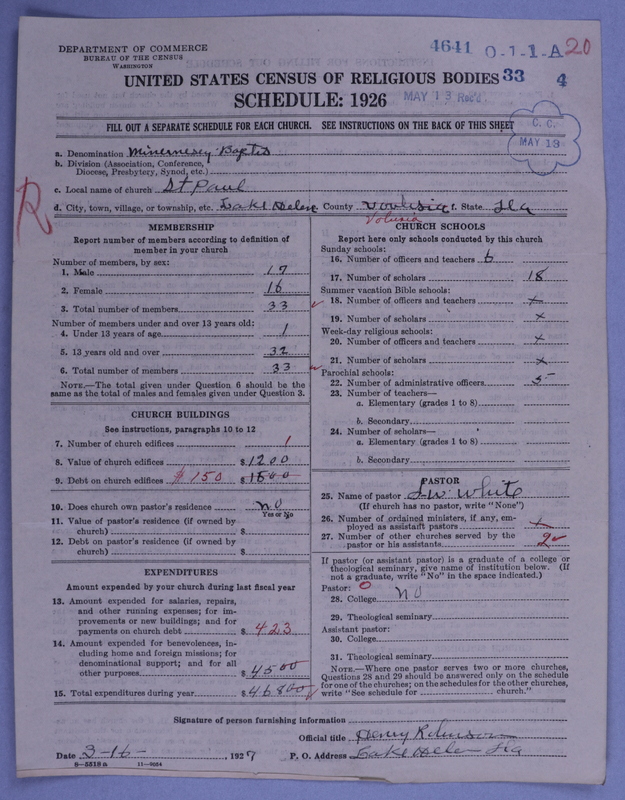 4641 0-1-1-A 20
DEPARTMENT OF COMMERCE
BUREAU OF THE CENSUS
WASHINGTON
UNITED STATES CENSUS OF RELIGIOUS BODIES 33 4
SCHEDULE: 1926
MAY 13 Rec'd
C. C.
MAY 13
FILL OUT A SEPARATE SCHEDULE FOR EACH CHURCH. SEE INSTRUCTIONS ON THE BACK OF THIS SHEET
a. Denomination
b. Division (Association, Conference,
Diocese, Presbytery, Synod, etc.)
c. Local name of church St Paul
d. City, town, village, or township, etc. Lake Helen County Voolusia f. State Fla
Volusia
R
MEMBERSHIP
Report number of members according to definition of
member in your church
Number of members, by sex:
1. Male 17
2. Female 16
3. Total number of members 33
Number of members under and over 13 years old:
4. Under 13 years of age 1
5. 13 years old and over 32
6. Total number of members 33
NOTE.—The total given under Question 6 should be the
same as the total of males and females given under Question 3.
CHURCH BUILDINGS
See instructions, paragraphs 10 to 12
7. Number of church edifices 1
8. Value of church edifices $1200
9. Debt on church edifices $150 $1500
10. Does church own pastor's residence no
Yes or No
11. Value of pastor's residence (if owned by
church) $
12. Debt on pastor's residence (if owned by
church) $
EXPENDITURES
Amount expended by your church during last fiscal year
13. Amount expended for salaries, repairs,
and other running expenses; for im-
provements or new buildings; and for
payments on church debt $423
14. Amount expended for benevolences, in-
cluding home and foreign missions; for
denominational support; and for all
other purposes $4500
15. Total expenditures during year $46800
CHURCH SCHOOLS
Report here only schools conducted by this church
Sunday schools:
16. Number of officers and teachers 6
17. Number of scholars 18
Summer vacation Bible schools:
18. Number of officers and teachers x
19. Number of scholars x
Week-day religious schools:
20. Number of officers and teachers x
21. Number of scholars x
Parochial schools:
22. Number of administrative officers 5
23. Number of teachers—
a. Elementary (grades 1 to 8)
b. Secondary
24. Number of scholars—
a. Elementary (grades 1 to 8)
b. Secondary
PASTOR
25. Name of pastor J.W. White
(If church has no pastor, write "None")
26. Number of ordained ministers, if any, em-
ployed as assistant pastors x
27. Number of other churches served by the
pastor or his assistants 2
If pastor (or assistant pastor) is a graduate of a college or
theological seminary, give name of institution below. (If
not a graduate, write "No" in the space indicated.)
Pastor: 0
28. College no
29. Theological seminary
Assistant pastor:
30. College
31. Theological seminary
NOTE.—Where one pastor serves two or more churches,
Questions 28 and 29 should be answered only on the schedule
for one of the churches; on the schedules for the other churches,
write "See schedule for church."
Signature of person furnishing information
Official title Henry Robinson
Date 3-16- , 1927 P. O. Address Lake Helen Fla
8—5518a 11—9084